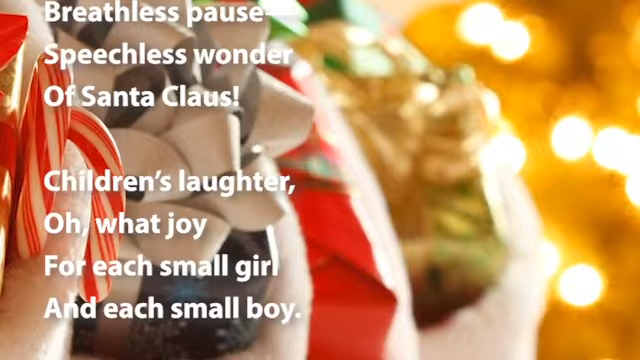 Breathless pause—
Speechless wonder
Of Santa Claus!
Children's laughter,
Oh, what joy
For each small girl
And each small boy.